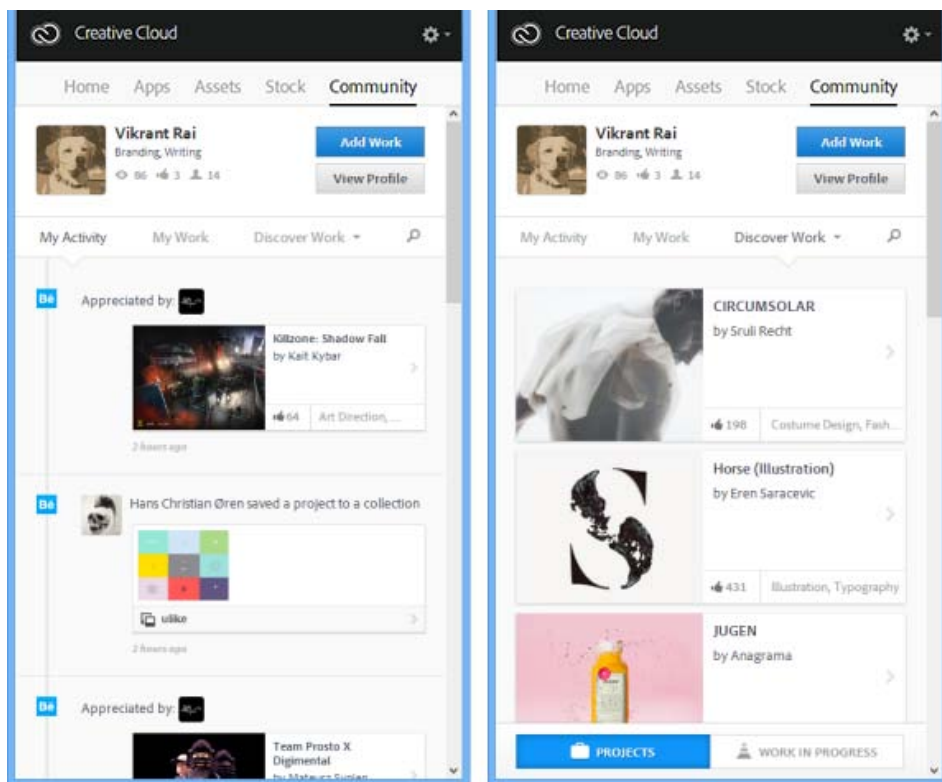 Creative Cloud
Home Apps Assets Stock Community
Vikrant Rai
Branding, Writing
86 3 14
Add Work
View Profile
My Activity My Work Discover Work
Bē
Appreciated by:
Killzone: Shadow Fall
by Kait Kybar
64 Art Direction, ...
2 hours ago
Bē
Hans Christian Øren saved a project to a collection
ulike
2 hours ago
Bē
Appreciated by:
Team Prosto X
Digimental
by Mateusz
Creative Cloud
Home Apps Assets Stock Community
Vikrant Rai
Branding, Writing
86 3 14
Add Work
View Profile
My Activity My Work Discover Work
CIRCUMSOLAR
by Sruli Recht
198 Costume Design, Fash...
Horse (Illustration)
by Eren Saracevic
431 Illustration, Typography
JUGEN
by Anagrama
PROJECTS WORK IN PROGRESS